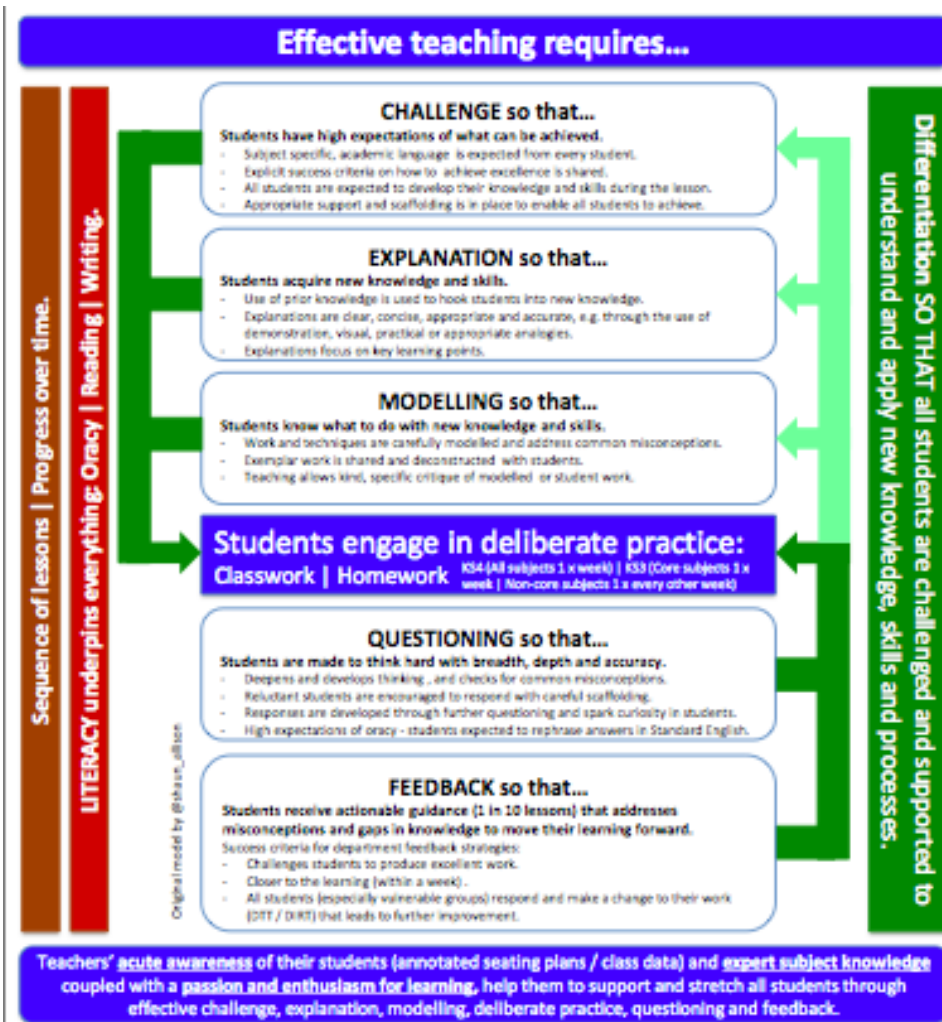 Effective teaching requires...
Sequence of lessons | Progress over time.
LITERACY underpins everything: Oracy | Reading | Writing.
CHALLENGE so that...
Students have high expectations of what can be achieved.
- Subject specific, academic language is expected from every student.
- Explicit success criteria on how to achieve excellence is shared.
- All students are expected to develop their knowledge and skills during the lesson.
- Appropriate support and scaffolding is in place to enable all students to achieve.
EXPLANATION so that...
Students acquire new knowledge and skills.
- Use of prior knowledge is used to hook students into new knowledge.
- Explanations are clear, concise, appropriate and accurate, e.g. through the use of
demonstration, visual, practical or appropriate analogies.
- Explanations focus on key learning points.
MODELLING so that...
Students know what to do with new knowledge and skills.
- Work and techniques are carefully modelled and address common misconceptions.
- Exemplar work is shared and deconstructed with students.
- Teaching allows kind, specific critique of modelled or student work.
Students engage in deliberate practice:
Classwork | Homework KS4 (All subjects 1 x week) | KS3 (Core subjects 1 x
week | Non-core subjects 1 x every other week)
QUESTIONING so that...
Students are made to think hard with breadth, depth and accuracy.
- Deepens and develops thinking , and checks for common misconceptions.
- Reluctant students are encouraged to respond with careful scaffolding.
- Responses are developed through further questioning and spark curiosity in students.
- High expectations of oracy - students expected to rephrase answers in Standard English.
FEEDBACK so that...
Students receive actionable guidance (1 in 10 lessons) that addresses
misconceptions and gaps in knowledge to move their learning forward.
Success criteria for department feedback strategies:
- Challenges students to produce excellent work.
- Closer to the learning (within a week) .
- All students (especially vulnerable groups) respond and make a change to their work
(DTT / DIRT) that leads to further improvement.
Original model by @shaun_allison
Differentiation SO THAT all students are challenged and supported to
understand and apply new knowledge, skills and processes.
Teachers' acute awareness of their students (annotated seating plans / class data) and expert subject knowledge
coupled with a passion and enthusiasm for learning, help them to support and stretch all students through
effective challenge, explanation, modelling, deliberate practice, questioning and feedback.